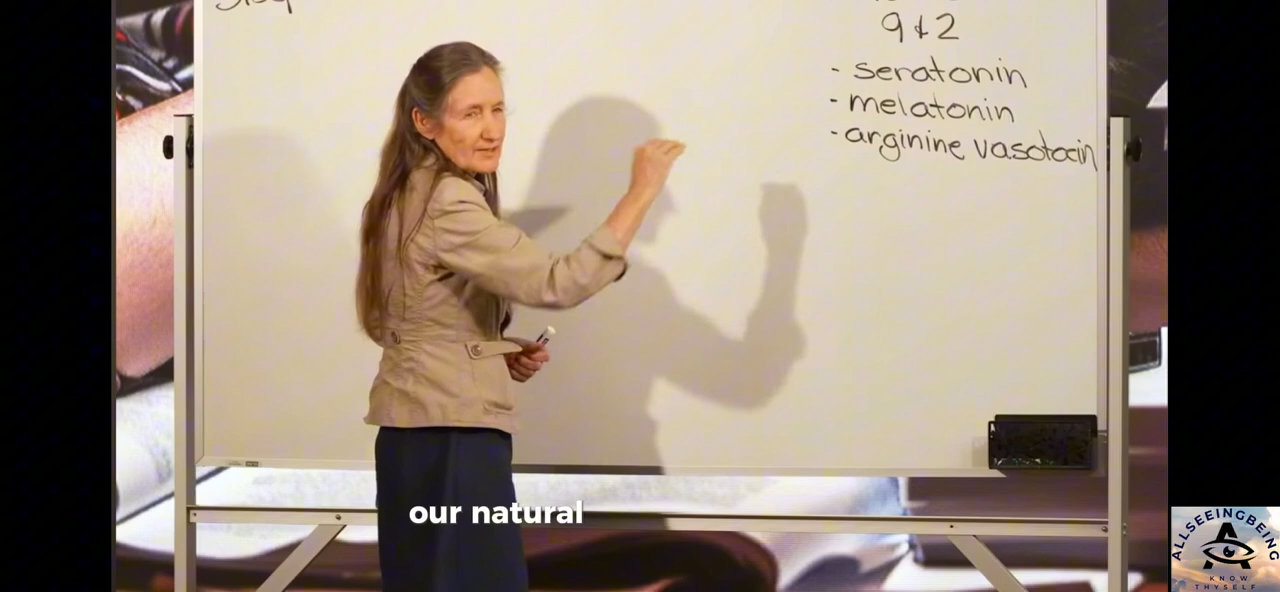 9 & 2
- seratonin
- melatonin
- arginine vasotocin
our natural
ALLSEEINGBEING
KNOW
THYSELF